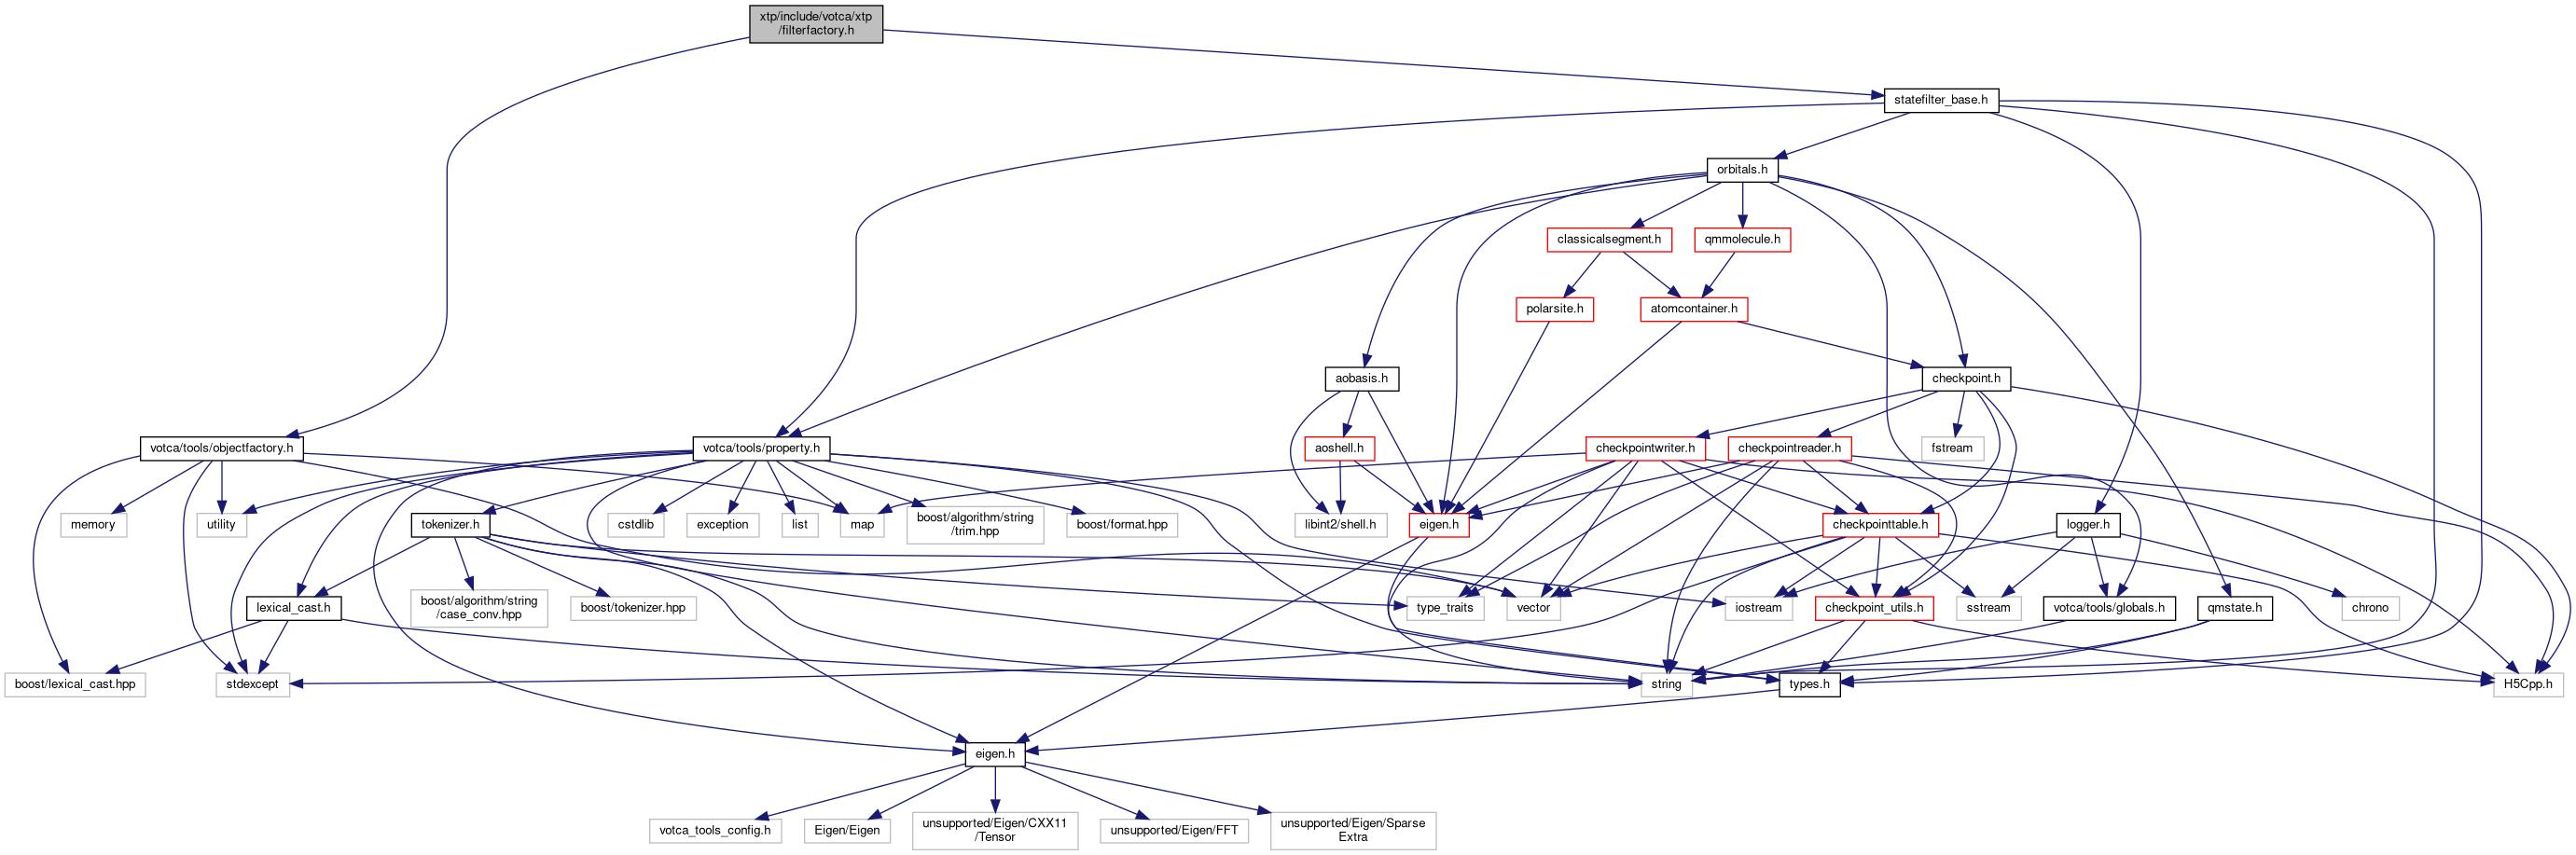 xtp/include/votca/xtp
/filterfactory.h
statefilter_base.h
orbitals.h
classicalsegment.h
qmmolecule.h
polarsite.h
atomcontainer.h
aobasis.h
checkpoint.h
votca/tools/objectfactory.h
votca/tools/property.h
aoshell.h
checkpointwriter.h
checkpointreader.h
fstream
memory
utility
tokenizer.h
cstdlib
exception
list
map
boost/algorithm/string
/trim.hpp
boost/format.hpp
libint2/shell.h
eigen.h
checkpointtable.h
logger.h
lexical_cast.h
boost/algorithm/string
/case_conv.hpp
boost/tokenizer.hpp
type_traits
vector
iostream
checkpoint_utils.h
sstream
votca/tools/globals.h
qmstate.h
chrono
boost/lexical_cast.hpp
stdexcept
string
types.h
H5Cpp.h
eigen.h
votca_tools_config.h
Eigen/Eigen
unsupported/Eigen/CXX11
/Tensor
unsupported/Eigen/FFT
unsupported/Eigen/Sparse
Extra